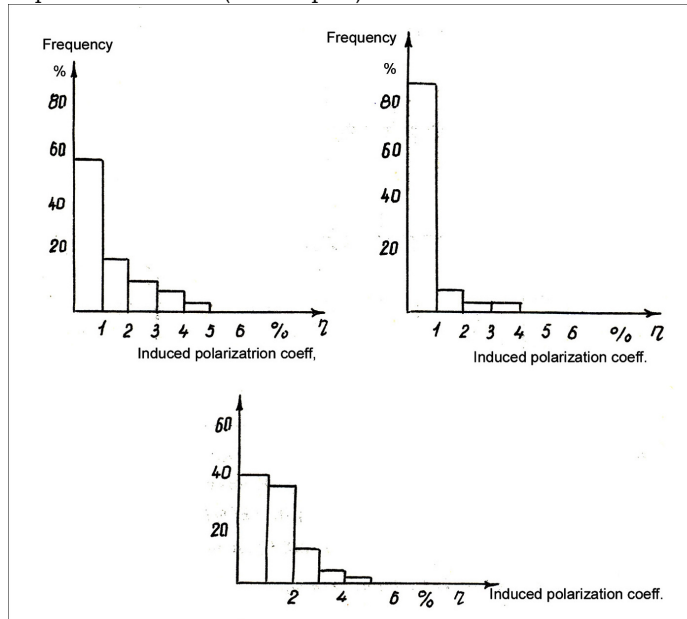 Frequency
%
80
60
40
20
1 2 3 4 5 6 % η
Induced polarizatrion coeff,
Frequency
%
80
60
40
20
1 2 3 4 5 6 % η
Induced polarization coeff.
60
40
20
2 4 6 % η Induced polarization coeff.